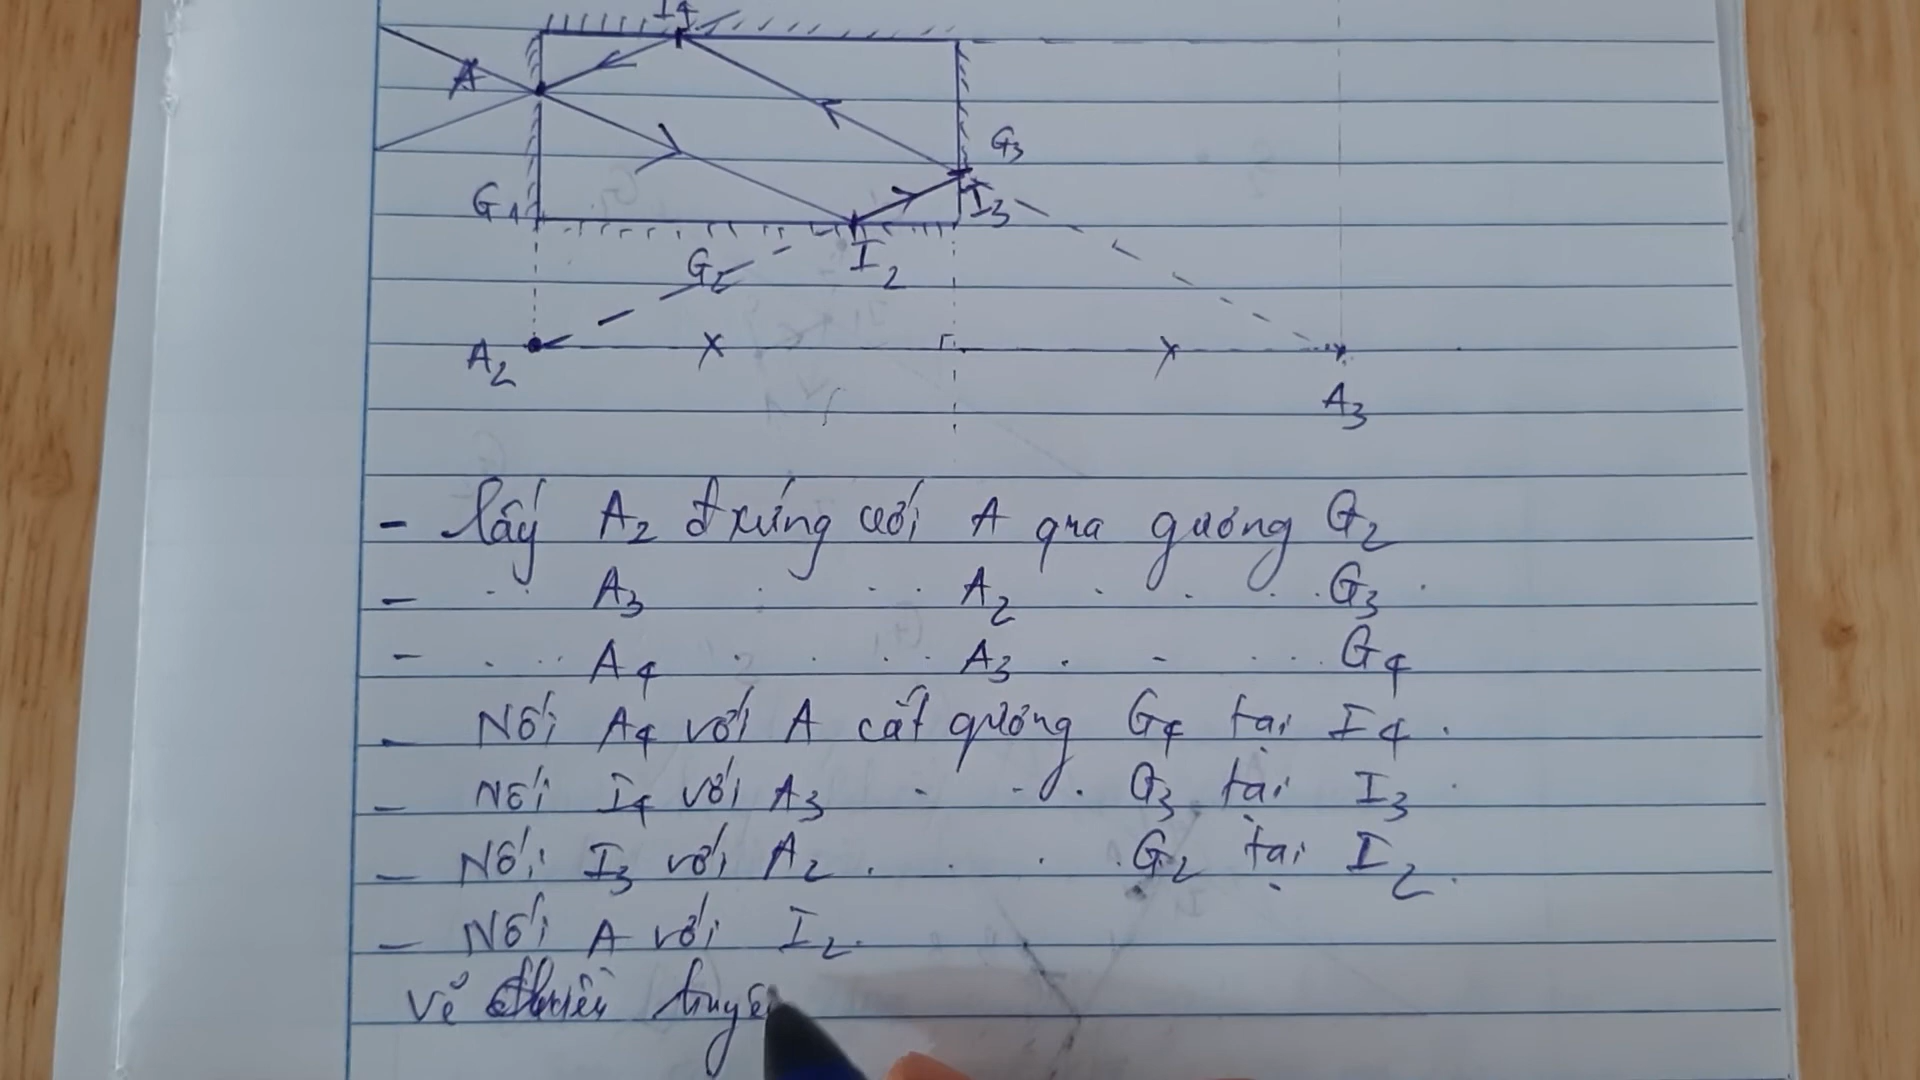 I4
A
G3
G1
I3
G2
I2
A2
A3
- Lấy A2 đ xứng với A qua gương G2
- .. A3 . .. A2 . . . . G3 .
- . .. A4 . . .. A3 . - ... G4
- Nối A4 với A cắt gương G4 tại I4 .
- Nối I4 với A3 - - . G3 tại I3 .
- Nối I3 với A2 . . . . G2 tại I2 .
- Nối A với I2 .
Vẽ chiều